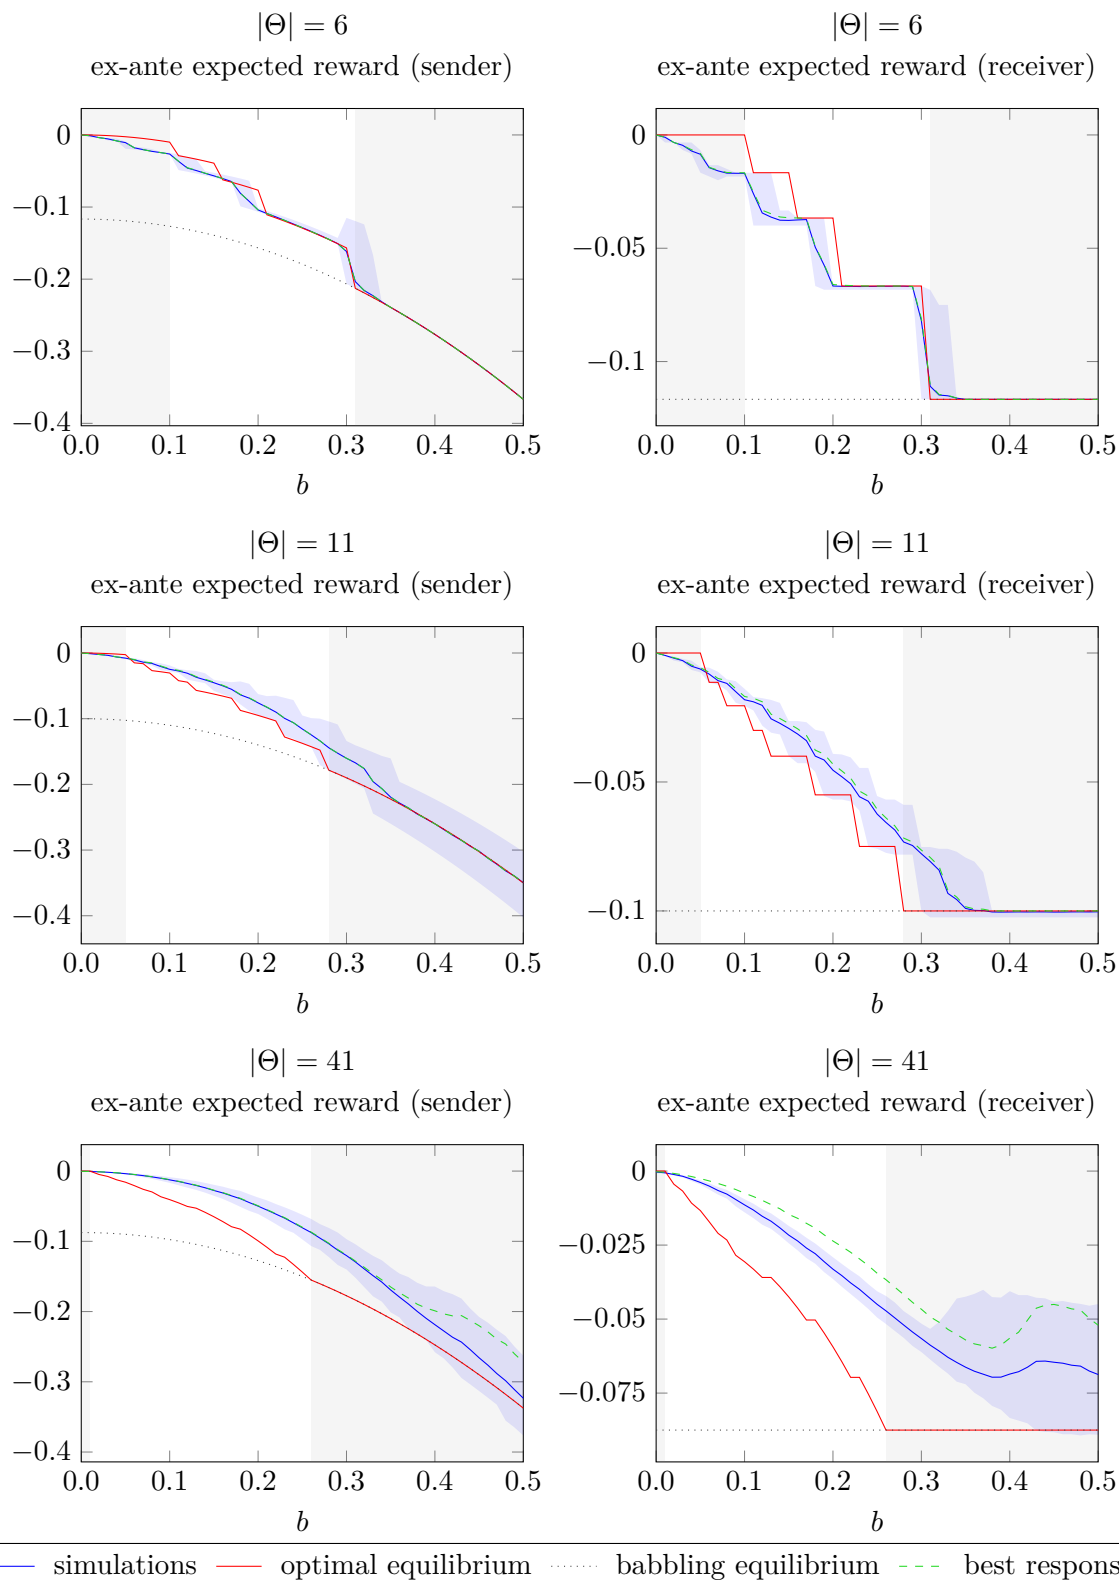 |Θ| = 6
ex-ante expected reward (sender)
0
−0.1
−0.2
−0.3
−0.4
0.0 0.1 0.2 0.3 0.4 0.5
b
|Θ| = 6
ex-ante expected reward (receiver)
0
−0.05
−0.1
0.0 0.1 0.2 0.3 0.4 0.5
b
|Θ| = 11
ex-ante expected reward (sender)
0
−0.1
−0.2
−0.3
−0.4
0.0 0.1 0.2 0.3 0.4 0.5
b
|Θ| = 11
ex-ante expected reward (receiver)
0
−0.05
−0.1
0.0 0.1 0.2 0.3 0.4 0.5
b
|Θ| = 41
ex-ante expected reward (sender)
0
−0.1
−0.2
−0.3
−0.4
0.0 0.1 0.2 0.3 0.4 0.5
b
|Θ| = 41
ex-ante expected reward (receiver)
0
−0.025
−0.05
−0.075
0.0 0.1 0.2 0.3 0.4 0.5
b
simulations optimal equilibrium babbling equilibrium best respons